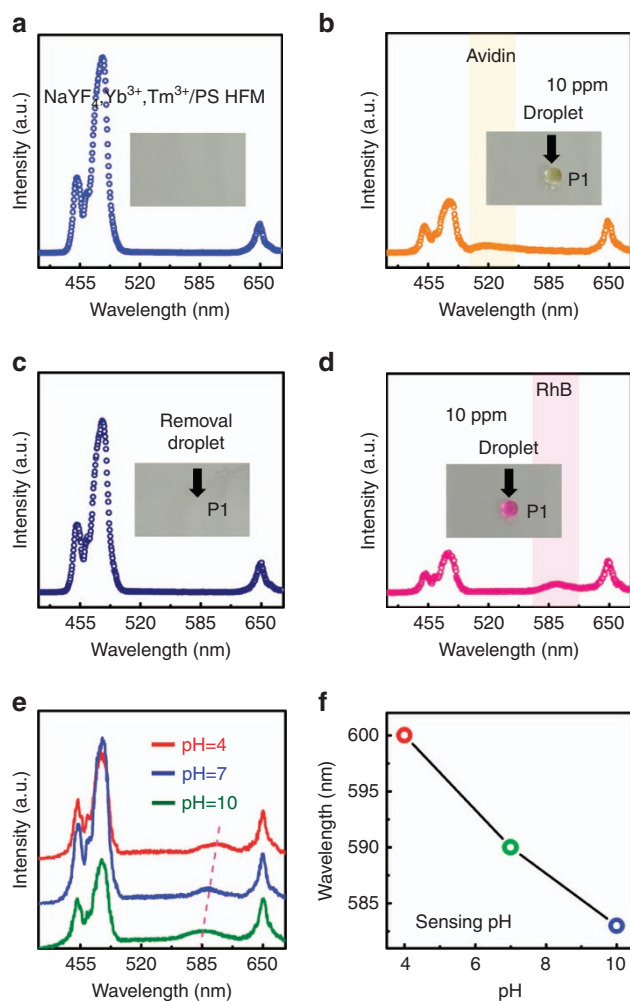 a
Intensity (a.u.)
NaYF4,Yb3+,Tm3+/PS HFM
455 520 585 650
Wavelength (nm)
b
Intensity (a.u.)
Avidin
10 ppm
Droplet
P1
455 520 585 650
Wavelength (nm)
c
Intensity (a.u.)
Removal
droplet
P1
455 520 585 650
Wavelength (nm)
d
Intensity (a.u.)
RhB
10 ppm
Droplet
P1
455 520 585 650
Wavelength (nm)
e
Intensity (a.u.)
pH=4
pH=7
pH=10
455 520 585 650
Wavelength (nm)
f
Wavelength (nm)
600
595
590
585
Sensing pH
4 6 8 10
pH